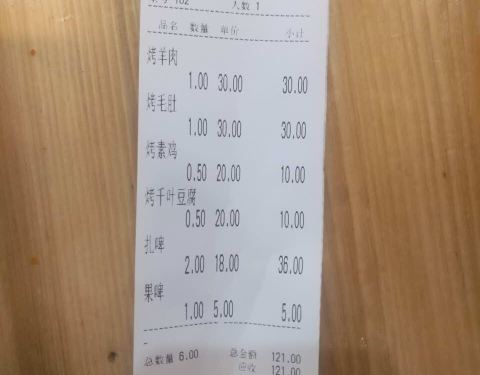 102 人数 1
品名 数量 单价 小计
烤羊肉
1.00 30.00 30.00
烤毛肚
1.00 30.00 30.00
烤素鸡
0.50 20.00 10.00
烤千叶豆腐
0.50 20.00 10.00
扎啤
2.00 18.00 36.00
果啤
1.00 5.00 5.00
总数量 6.00 总金额 121.00
应收 121.00